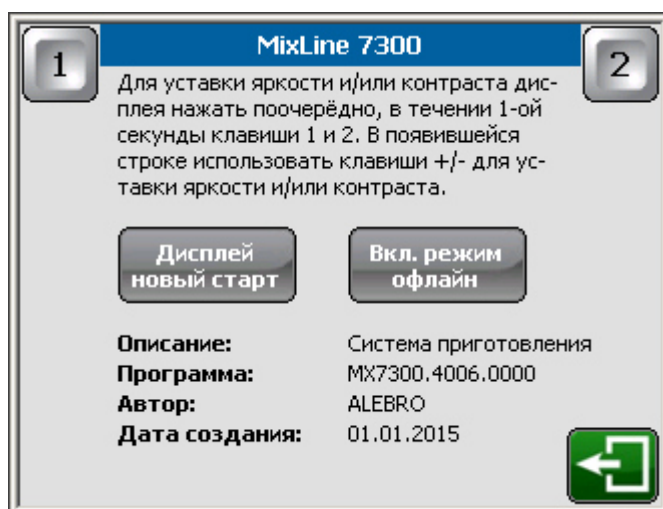 1
MixLine 7300
2
Для уставки яркости и/или контраста дис-
плея нажать поочерёдно, в течении 1-ой
секунды клавиши 1 и 2. В появившейся
строке использовать клавиши +/- для ус-
тавки яркости и/или контраста.
Дисплей
новый старт
Вкл. режим
офлайн
Описание: Система приготовления
Программа: MX7300.4006.0000
Автор: ALEBRO
Дата создания: 01.01.2015